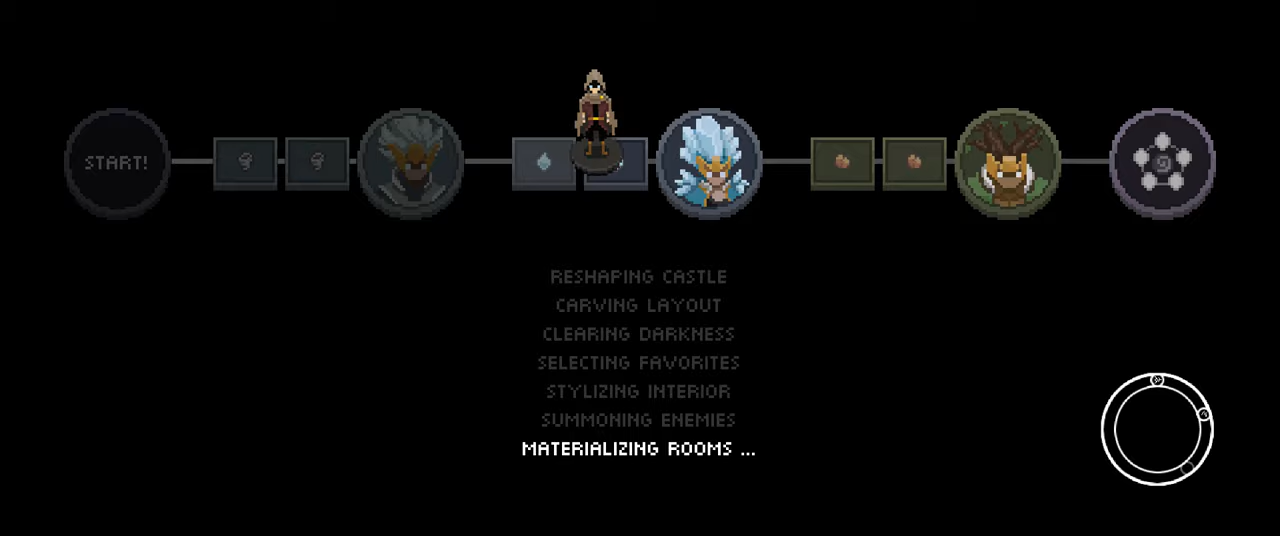 START!
RESHAPING CASTLE
CARVING LAYOUT
CLEARING DARKNESS
SELECTING FAVORITES
STYLIZING INTERIOR
SUMMONING ENEMIES
MATERIALIZING ROOMS ...